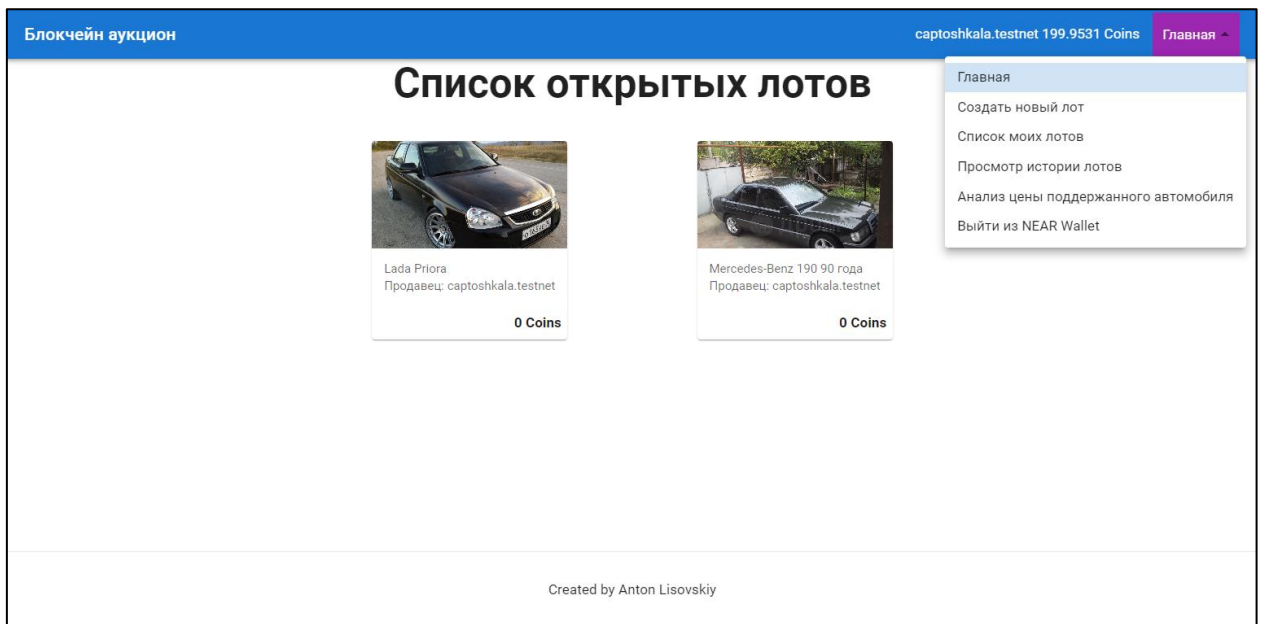 Блокчейн аукцион
captoshkala.testnet 199.9531 Coins
Главная
Список открытых лотов
Главная
Создать новый лот
Список моих лотов
Просмотр истории лотов
Анализ цены поддержанного автомобиля
Выйти из NEAR Wallet
Lada Priora
Продавец: captoshkala.testnet
0 Coins
Mercedes-Benz 190 90 года
Продавец: captoshkala.testnet
0 Coins
Created by Anton Lisovskiy